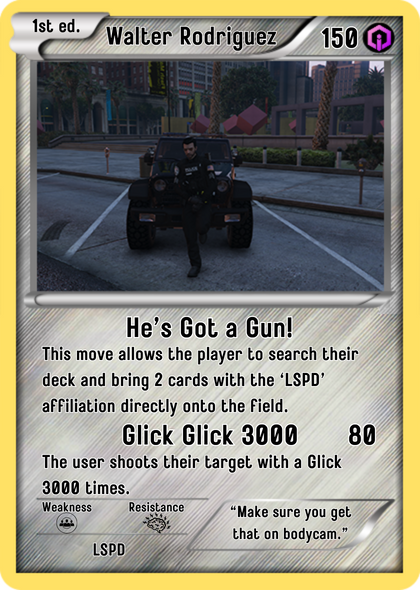 1st ed.
Walter Rodriguez
150
He's Got a Gun!
This move allows the player to search their
deck and bring 2 cards with the 'LSPD'
affiliation directly onto the field.
Glick Glick 3000 80
The user shoots their target with a Glick
3000 times.
Weakness Resistance
LSPD
"Make sure you get
that on bodycam."